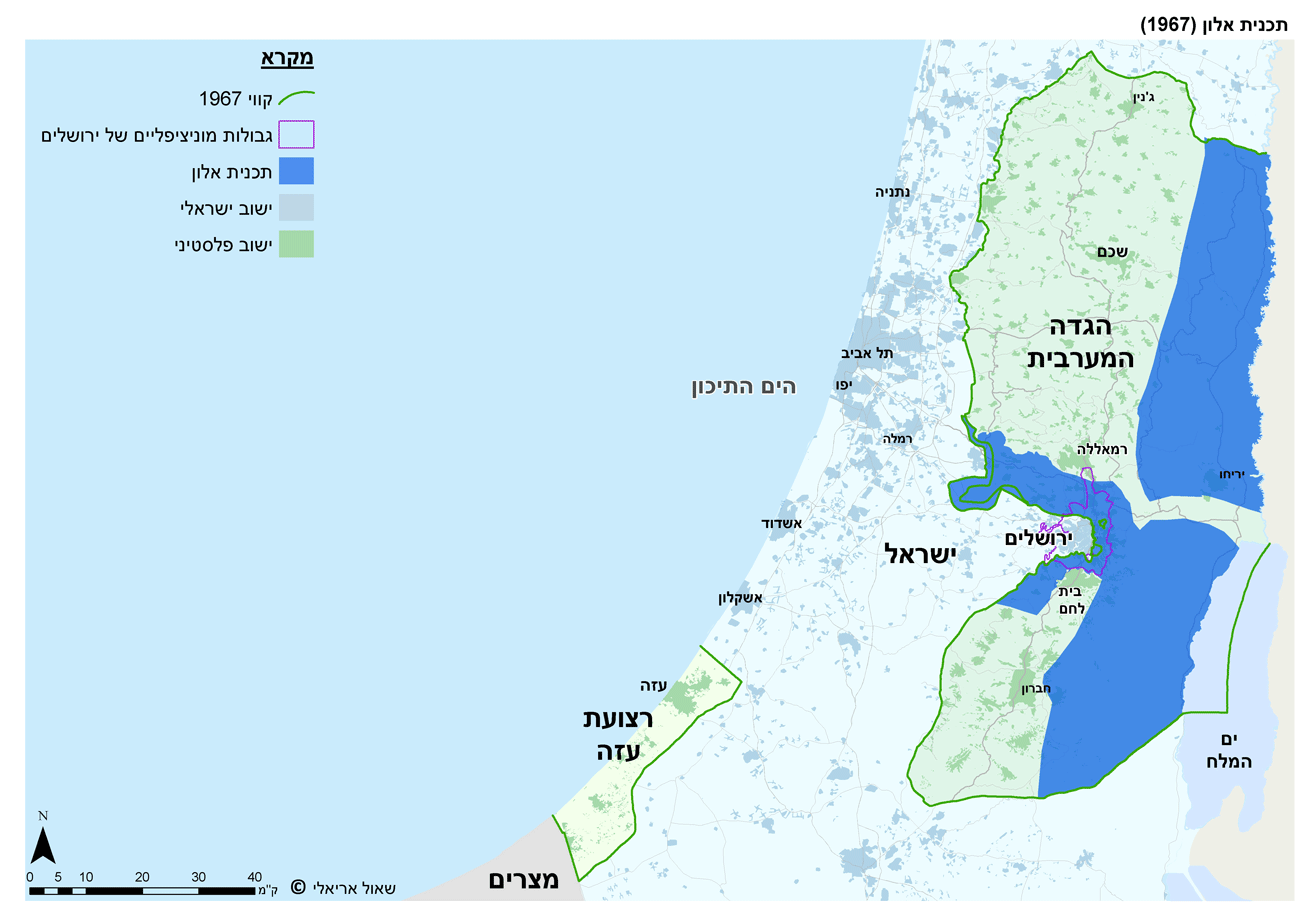 תכנית אלון (1967)
מקרא
קווי 1967
גבולות מוניציפליים של ירושלים
תכנית אלון
ישוב ישראלי
ישוב פלסטיני
ג'נין
נתניה
שכם
הגדה
המערבית
תל אביב
יפו
הים התיכון
רמלה
רמאללה
יריחו
אשדוד
ירושלים
ישראל
אשקלון
בית
לחם
עזה
חברון
רצועת
עזה
ים
המלח
מצרים
N
0 5 10 20 30 40
ק"מ
© שאול אריאלי